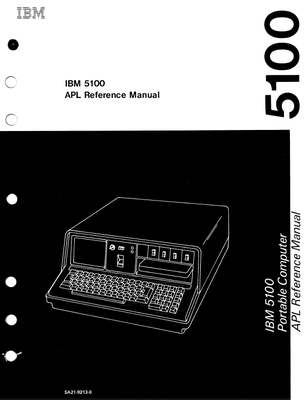 IBM
IBM 5100
APL Reference Manual
5100
IBM 5100
Portable Computer
APL Reference Manual
SA21-9213-0